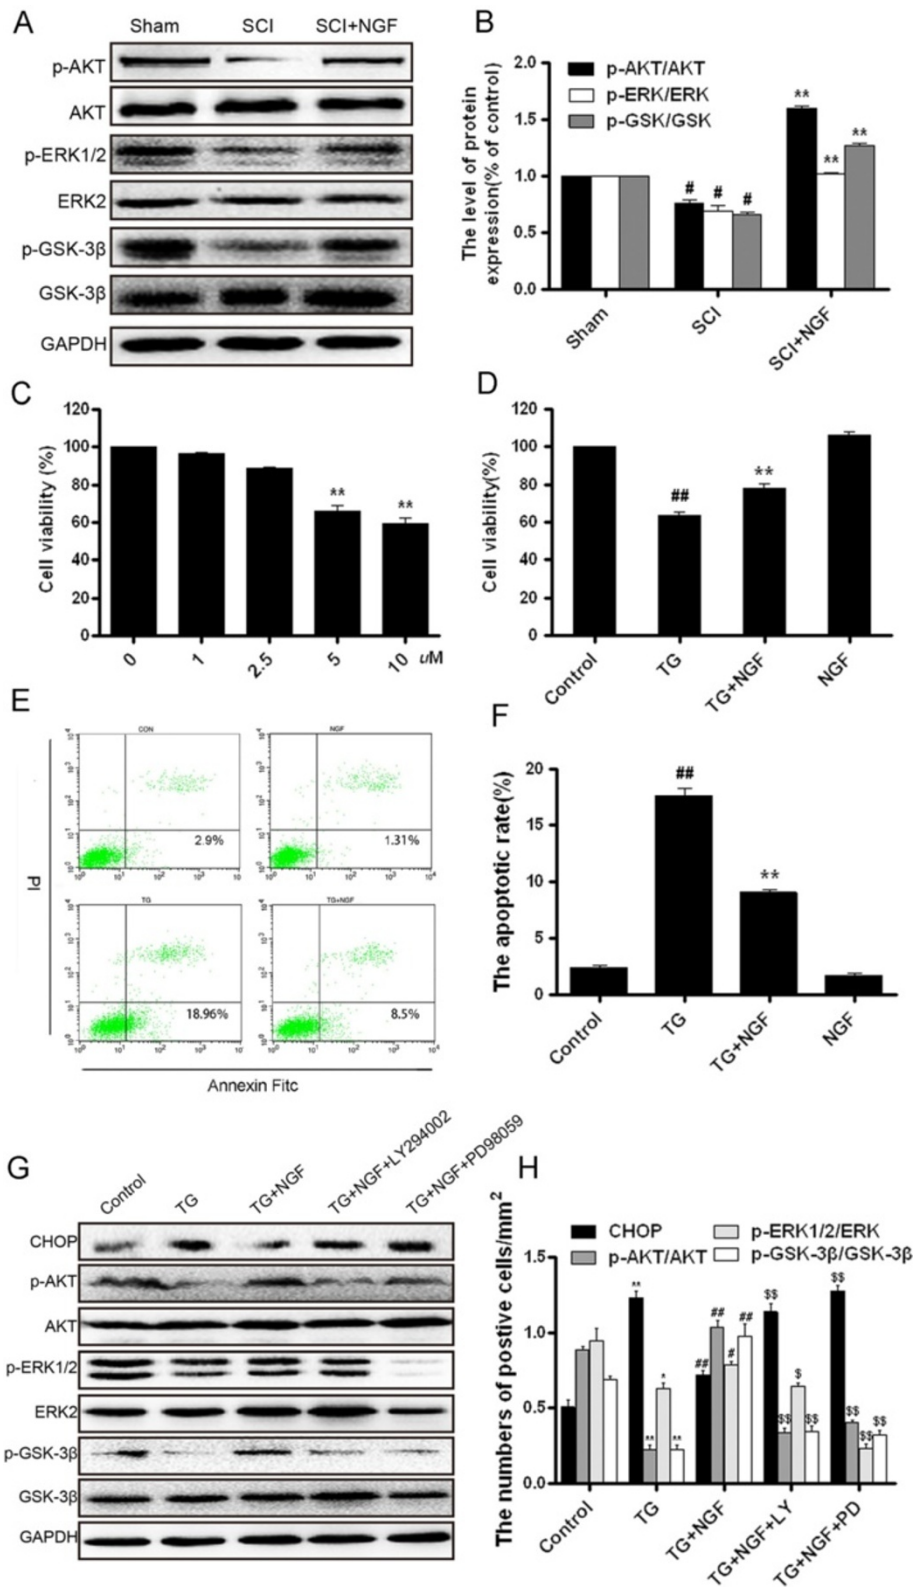 A
Sham SCI SCI+NGF
p-AKT
AKT
p-ERK1/2
ERK2
p-GSK-3β
GSK-3β
GAPDH
B
The level of protein
expression(% of control)
2.0
1.5
1.0
0.5
0.0
p-AKT/AKT
p-ERK/ERK
p-GSK/GSK
# # #
** ** **
Sham SCI SCI+NGF
C
Cell viability (%)
120
100
80
60
40
20
0
** **
0 1 2.5 5 10 uM
D
Cell viability(%)
120
100
80
60
40
20
0
## **
Control TG TG+NGF NGF
E
PI
CON
2.9%
NGF
1.31%
TG
18.96%
TG+NGF
8.5%
Annexin Fitc
F
The apoptotic rate(%)
20
15
10
5
0
## **
Control TG TG+NGF NGF
G
Control TG TG+NGF TG+NGF+LY294002 TG+NGF+PD98059
CHOP
p-AKT
AKT
p-ERK1/2
ERK2
p-GSK-3β
GSK-3β
GAPDH
H
The numbers of postive cells/mm2
CHOP p-ERK1/2/ERK
p-AKT/AKT p-GSK-3β/GSK-3β
1.5
1.0
0.5
0.0
** ** * **
## ## # ##
$$ $$ $ $$
$$ $$ $$ $$
Control TG TG+NGF TG+NGF+LY TG+NGF+PD